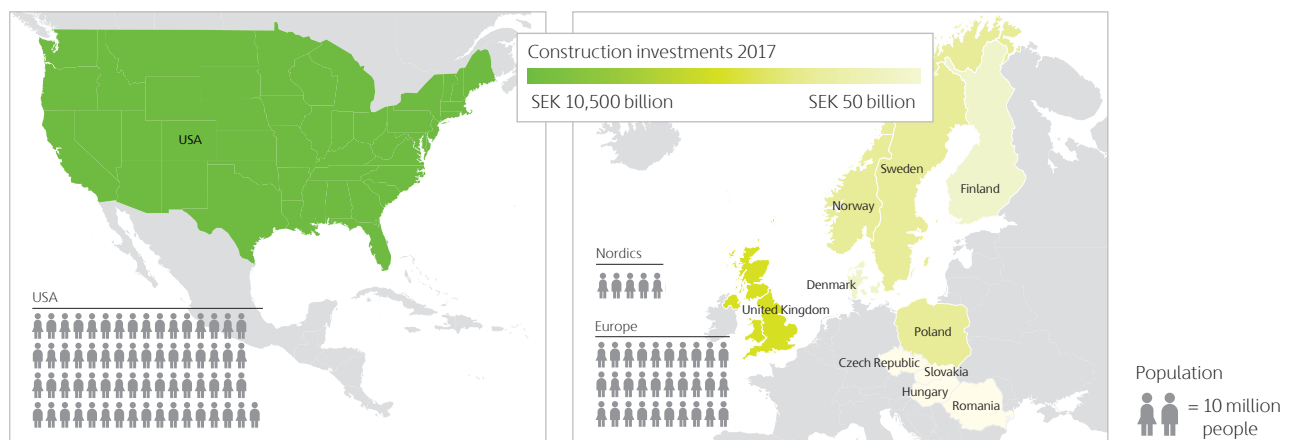 Construction investments 2017
SEK 10,500 billion
SEK 50 billion
USA
Sweden
Finland
Norway
Nordics
Denmark
United Kingdom
USA
Europe
Poland
Czech Republic
Slovakia
Hungary
Romania
Population
= 10 million
people